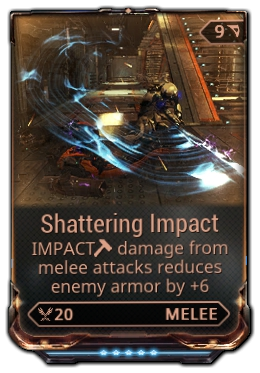 9
Shattering Impact
IMPACT damage from
melee attacks reduces
enemy armor by +6
20 MELEE